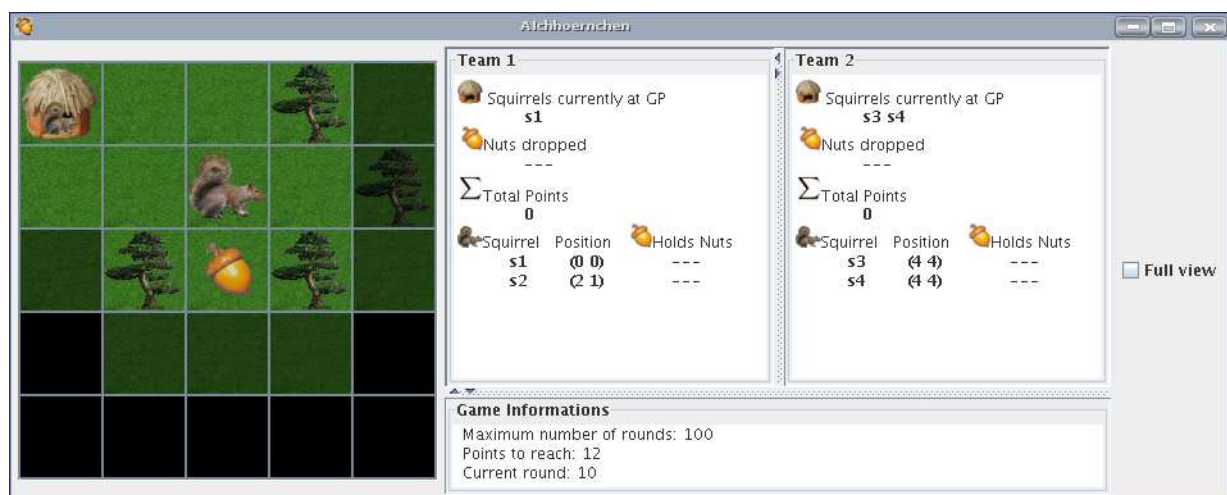 AIchhoernchen
Team 1
Squirrels currently at GP
s1
Nuts dropped
---
Σ Total Points
0
Squirrel Position Holds Nuts
s1 (0 0) ---
s2 (2 1) ---
Team 2
Squirrels currently at GP
s3 s4
Nuts dropped
---
Σ Total Points
0
Squirrel Position Holds Nuts
s3 (4 4) ---
s4 (4 4) ---
Full view
Game Informations
Maximum number of rounds: 100
Points to reach: 12
Current round: 10